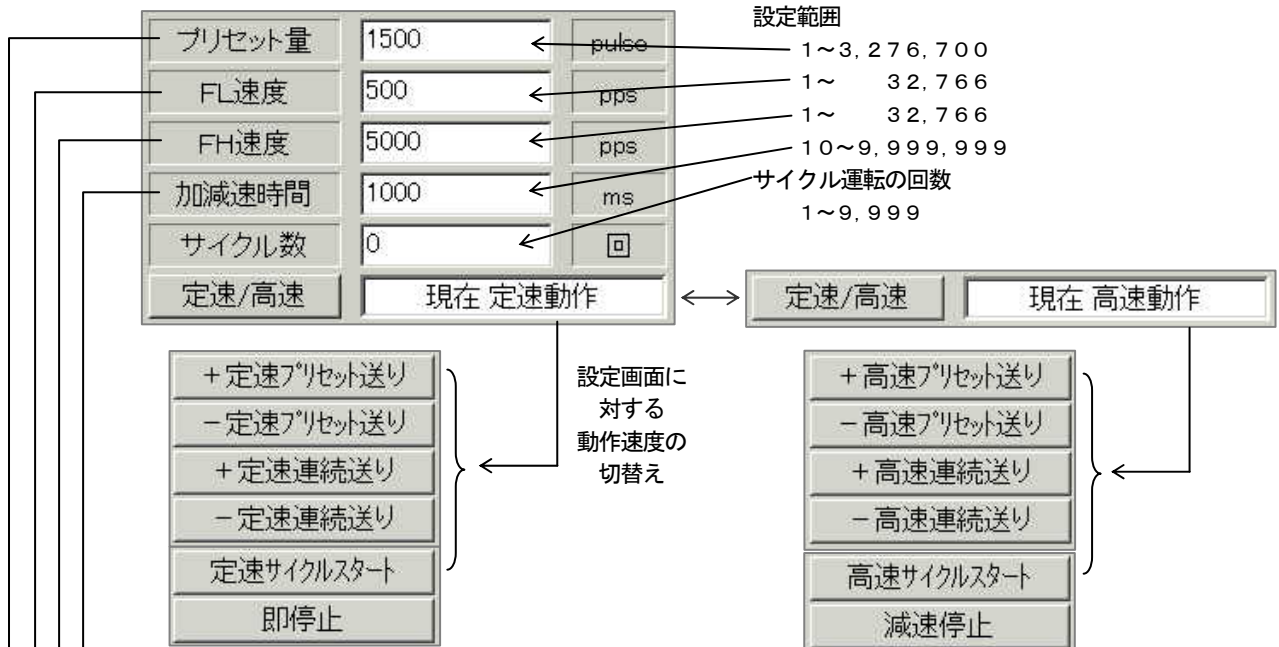 設定範囲
プリセット量 1500 pulse
1～3,276,700
FL速度 500 pps
1～ 32,766
FH速度 5000 pps
1～ 32,766
加減速時間 1000 ms
10～9,999,999
サイクル数 0 回
サイクル運転の回数
1～9,999
定速/高速 現在 定速動作
定速/高速 現在 高速動作
+定速プリセット送り
-定速プリセット送り
+定速連続送り
-定速連続送り
定速サイクルスタート
即停止
設定画面に
対する
動作速度の
切替え
+高速プリセット送り
-高速プリセット送り
+高速連続送り
-高速連続送り
高速サイクルスタート
減速停止